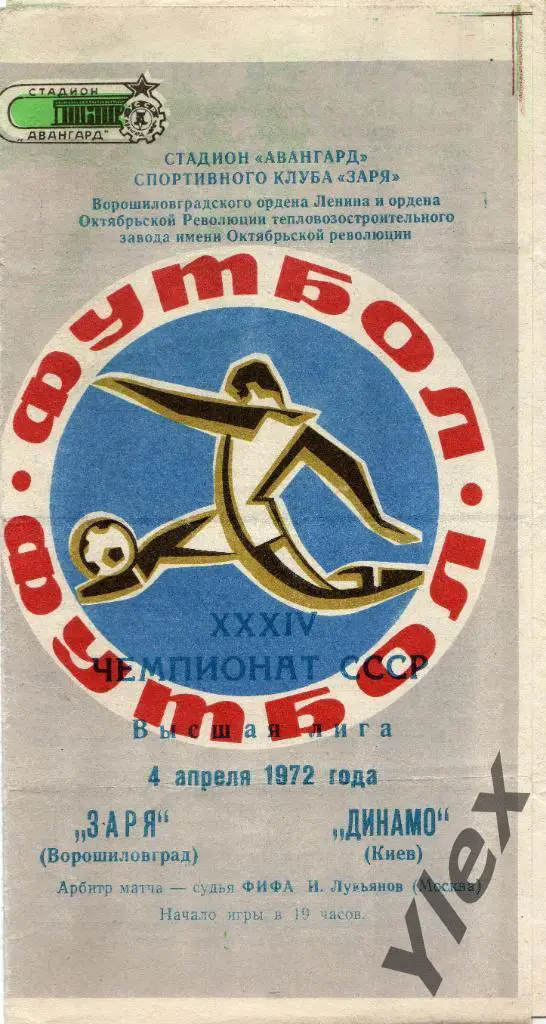 СТАДИОН
„АВАНГАРД"
СТАДИОН «АВАНГАРД»
СПОРТИВНОГО КЛУБА «ЗАРЯ»
Ворошиловградского ордена Ленина и ордена
Октябрьской Революции тепловозостроительного
завода имени Октябрьской революции
ФУТБОЛ · ФУТБОЛ ·
XXXIV
ЧЕМПИОНАТ СССР
Высшая лига
4 апреля 1972 года
„ЗАРЯ" „ДИНАМО"
(Ворошиловград) (Киев)
Арбитр матча — судья ФИФА И. Лукьянов (Москва)
Начало игры в 19 часов.
Ylex